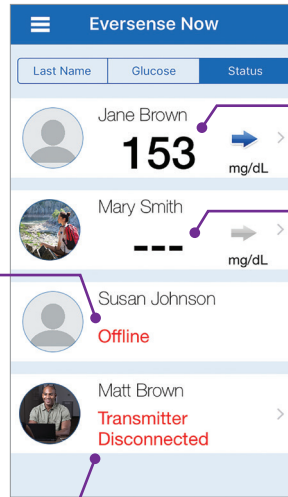 Eversense Now
Last Name
Glucose
Status
Jane Brown
153
mg/dL
Mary Smith
---
mg/dL
Susan Johnson
Offline
Matt Brown
Transmitter
Disconnected